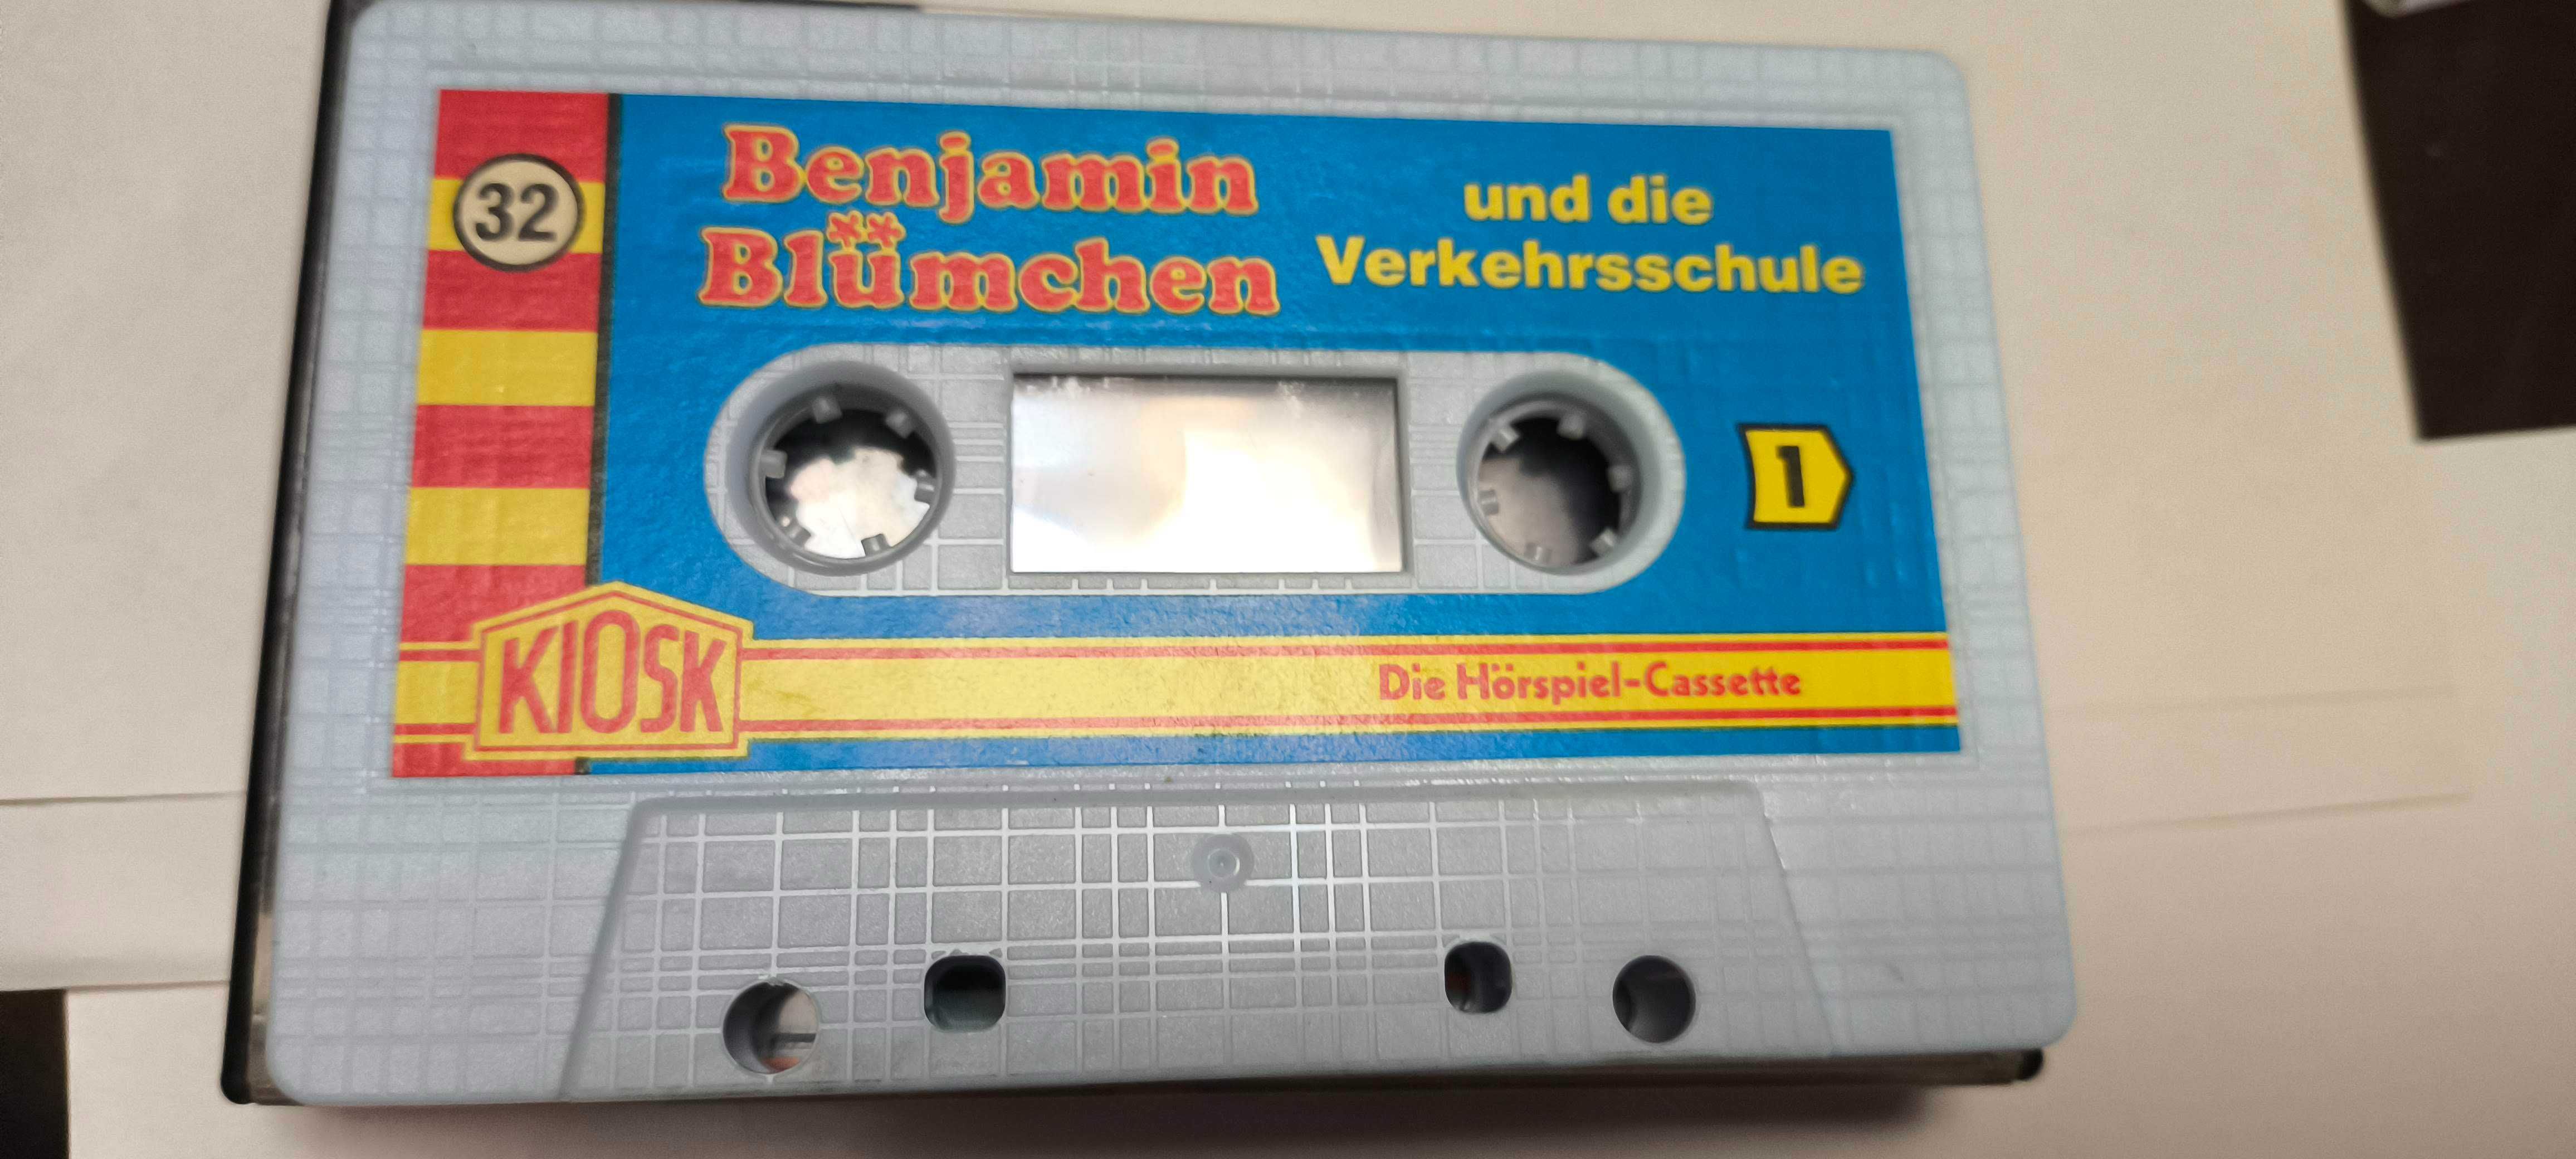 32
Benjamin
Blümchen
und die
Verkehrsschule
1
KIOSK
Die Hörspiel-Cassette